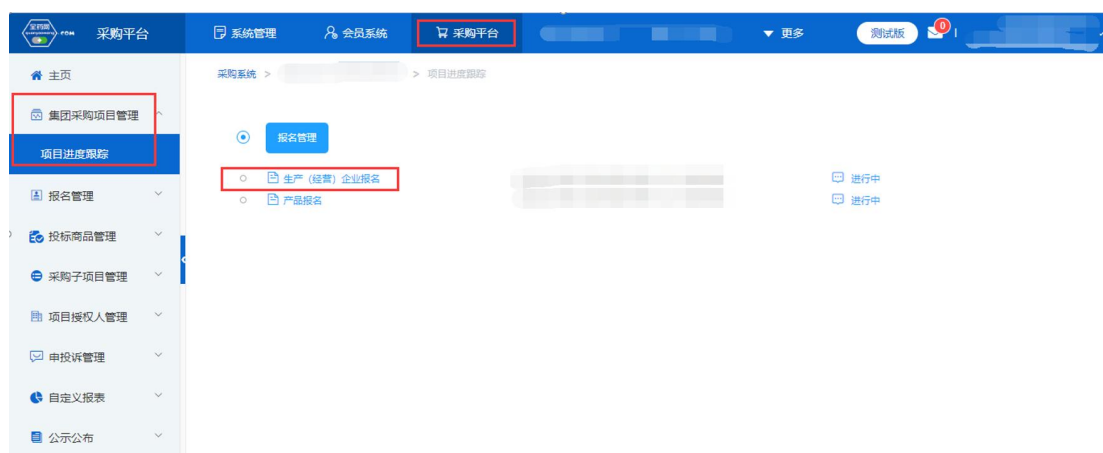 全药网 .com 采购平台 系统管理 会员系统 采购平台 更多 测试版 0
主页
采购系统 > > 项目进度跟踪
集团采购项目管理
报名管理
项目进度跟踪
生产（经营）企业报名 进行中
报名管理
产品报名 进行中
投标商品管理
采购子项目管理
项目授权人管理
申投诉管理
自定义报表
公示公布